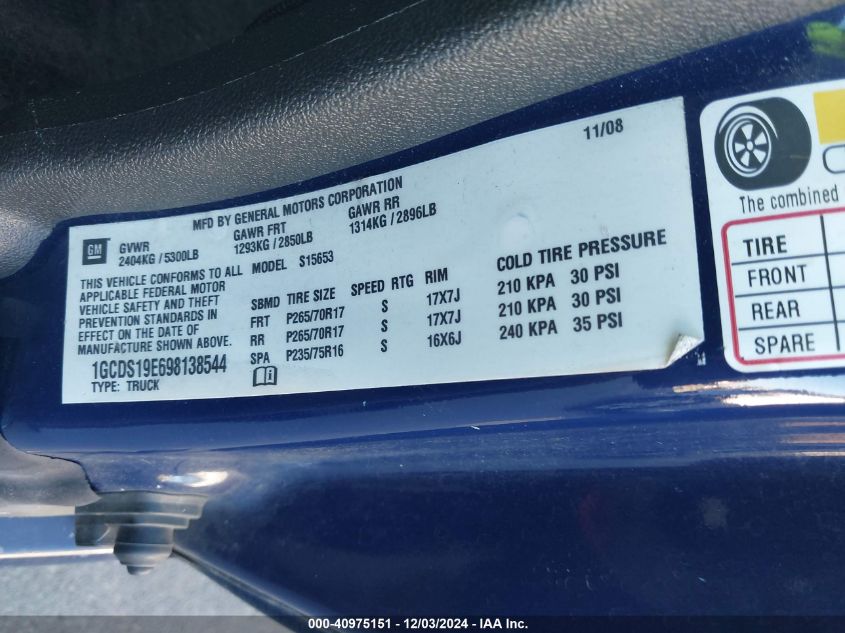 11/08
MFD BY GENERAL MOTORS CORPORATION
GM
GVWR GAWR FRT GAWR RR
2404KG / 5300LB 1293KG / 2850LB 1314KG / 2896LB
THIS VEHICLE CONFORMS TO ALL
APPLICABLE FEDERAL MOTOR
VEHICLE SAFETY AND THEFT
PREVENTION STANDARDS IN
EFFECT ON THE DATE OF
MANUFACTURE SHOWN ABOVE.
1GCDS19E698138544
TYPE: TRUCK
MODEL S15653
SBMD TIRE SIZE SPEED RTG RIM COLD TIRE PRESSURE
FRT P265/70R17 S 17X7J 210 KPA 30 PSI
RR P265/70R17 S 17X7J 210 KPA 30 PSI
SPA P235/75R16 S 16X6J 240 KPA 35 PSI
The combined
TIRE
FRONT
REAR
SPARE
000-40975151 - 12/03/2024 - IAA Inc.